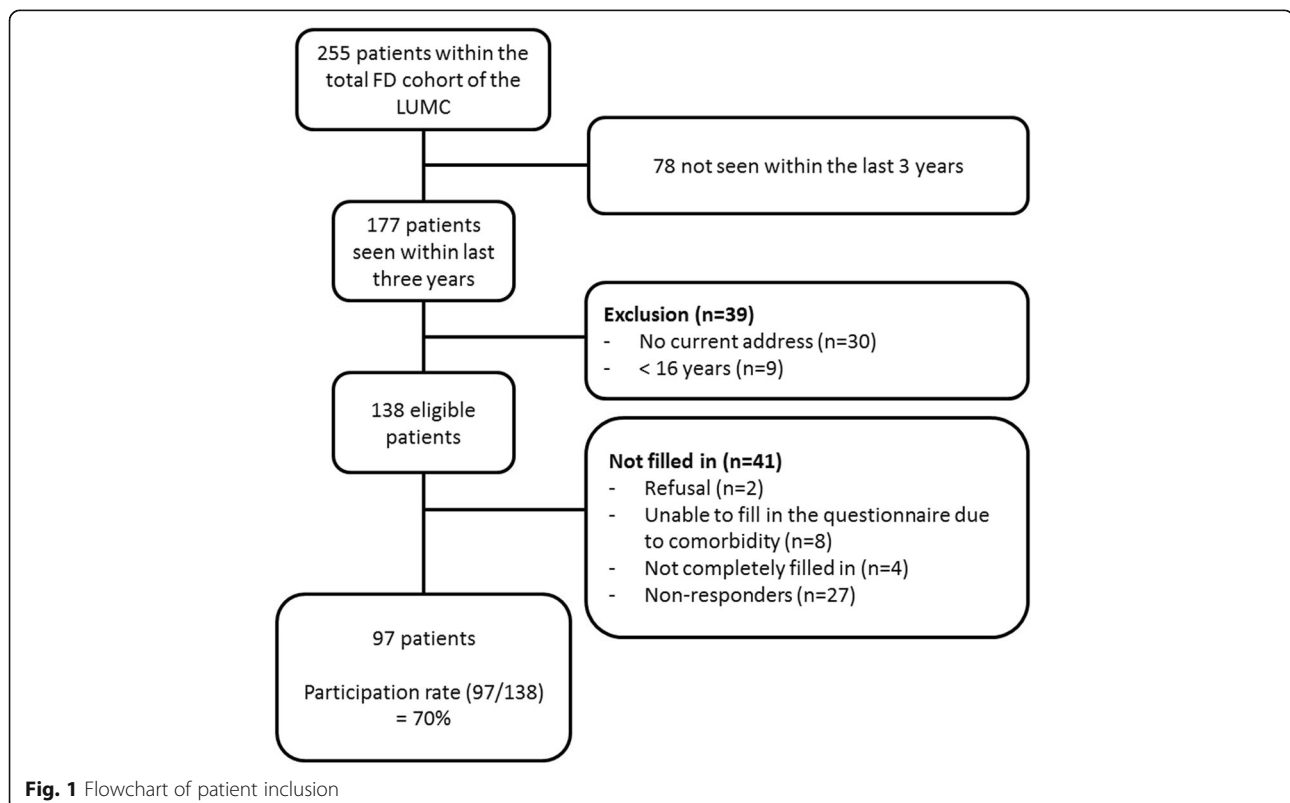 255 patients within the
total FD cohort of the
LUMC
78 not seen within the last 3 years
177 patients
seen within last
three years
Exclusion (n=39)
- No current address (n=30)
- < 16 years (n=9)
138 eligible
patients
Not filled in (n=41)
- Refusal (n=2)
- Unable to fill in the questionnaire due
to comorbidity (n=8)
- Not completely filled in (n=4)
- Non-responders (n=27)
97 patients
Participation rate (97/138)
= 70%
Fig. 1 Flowchart of patient inclusion